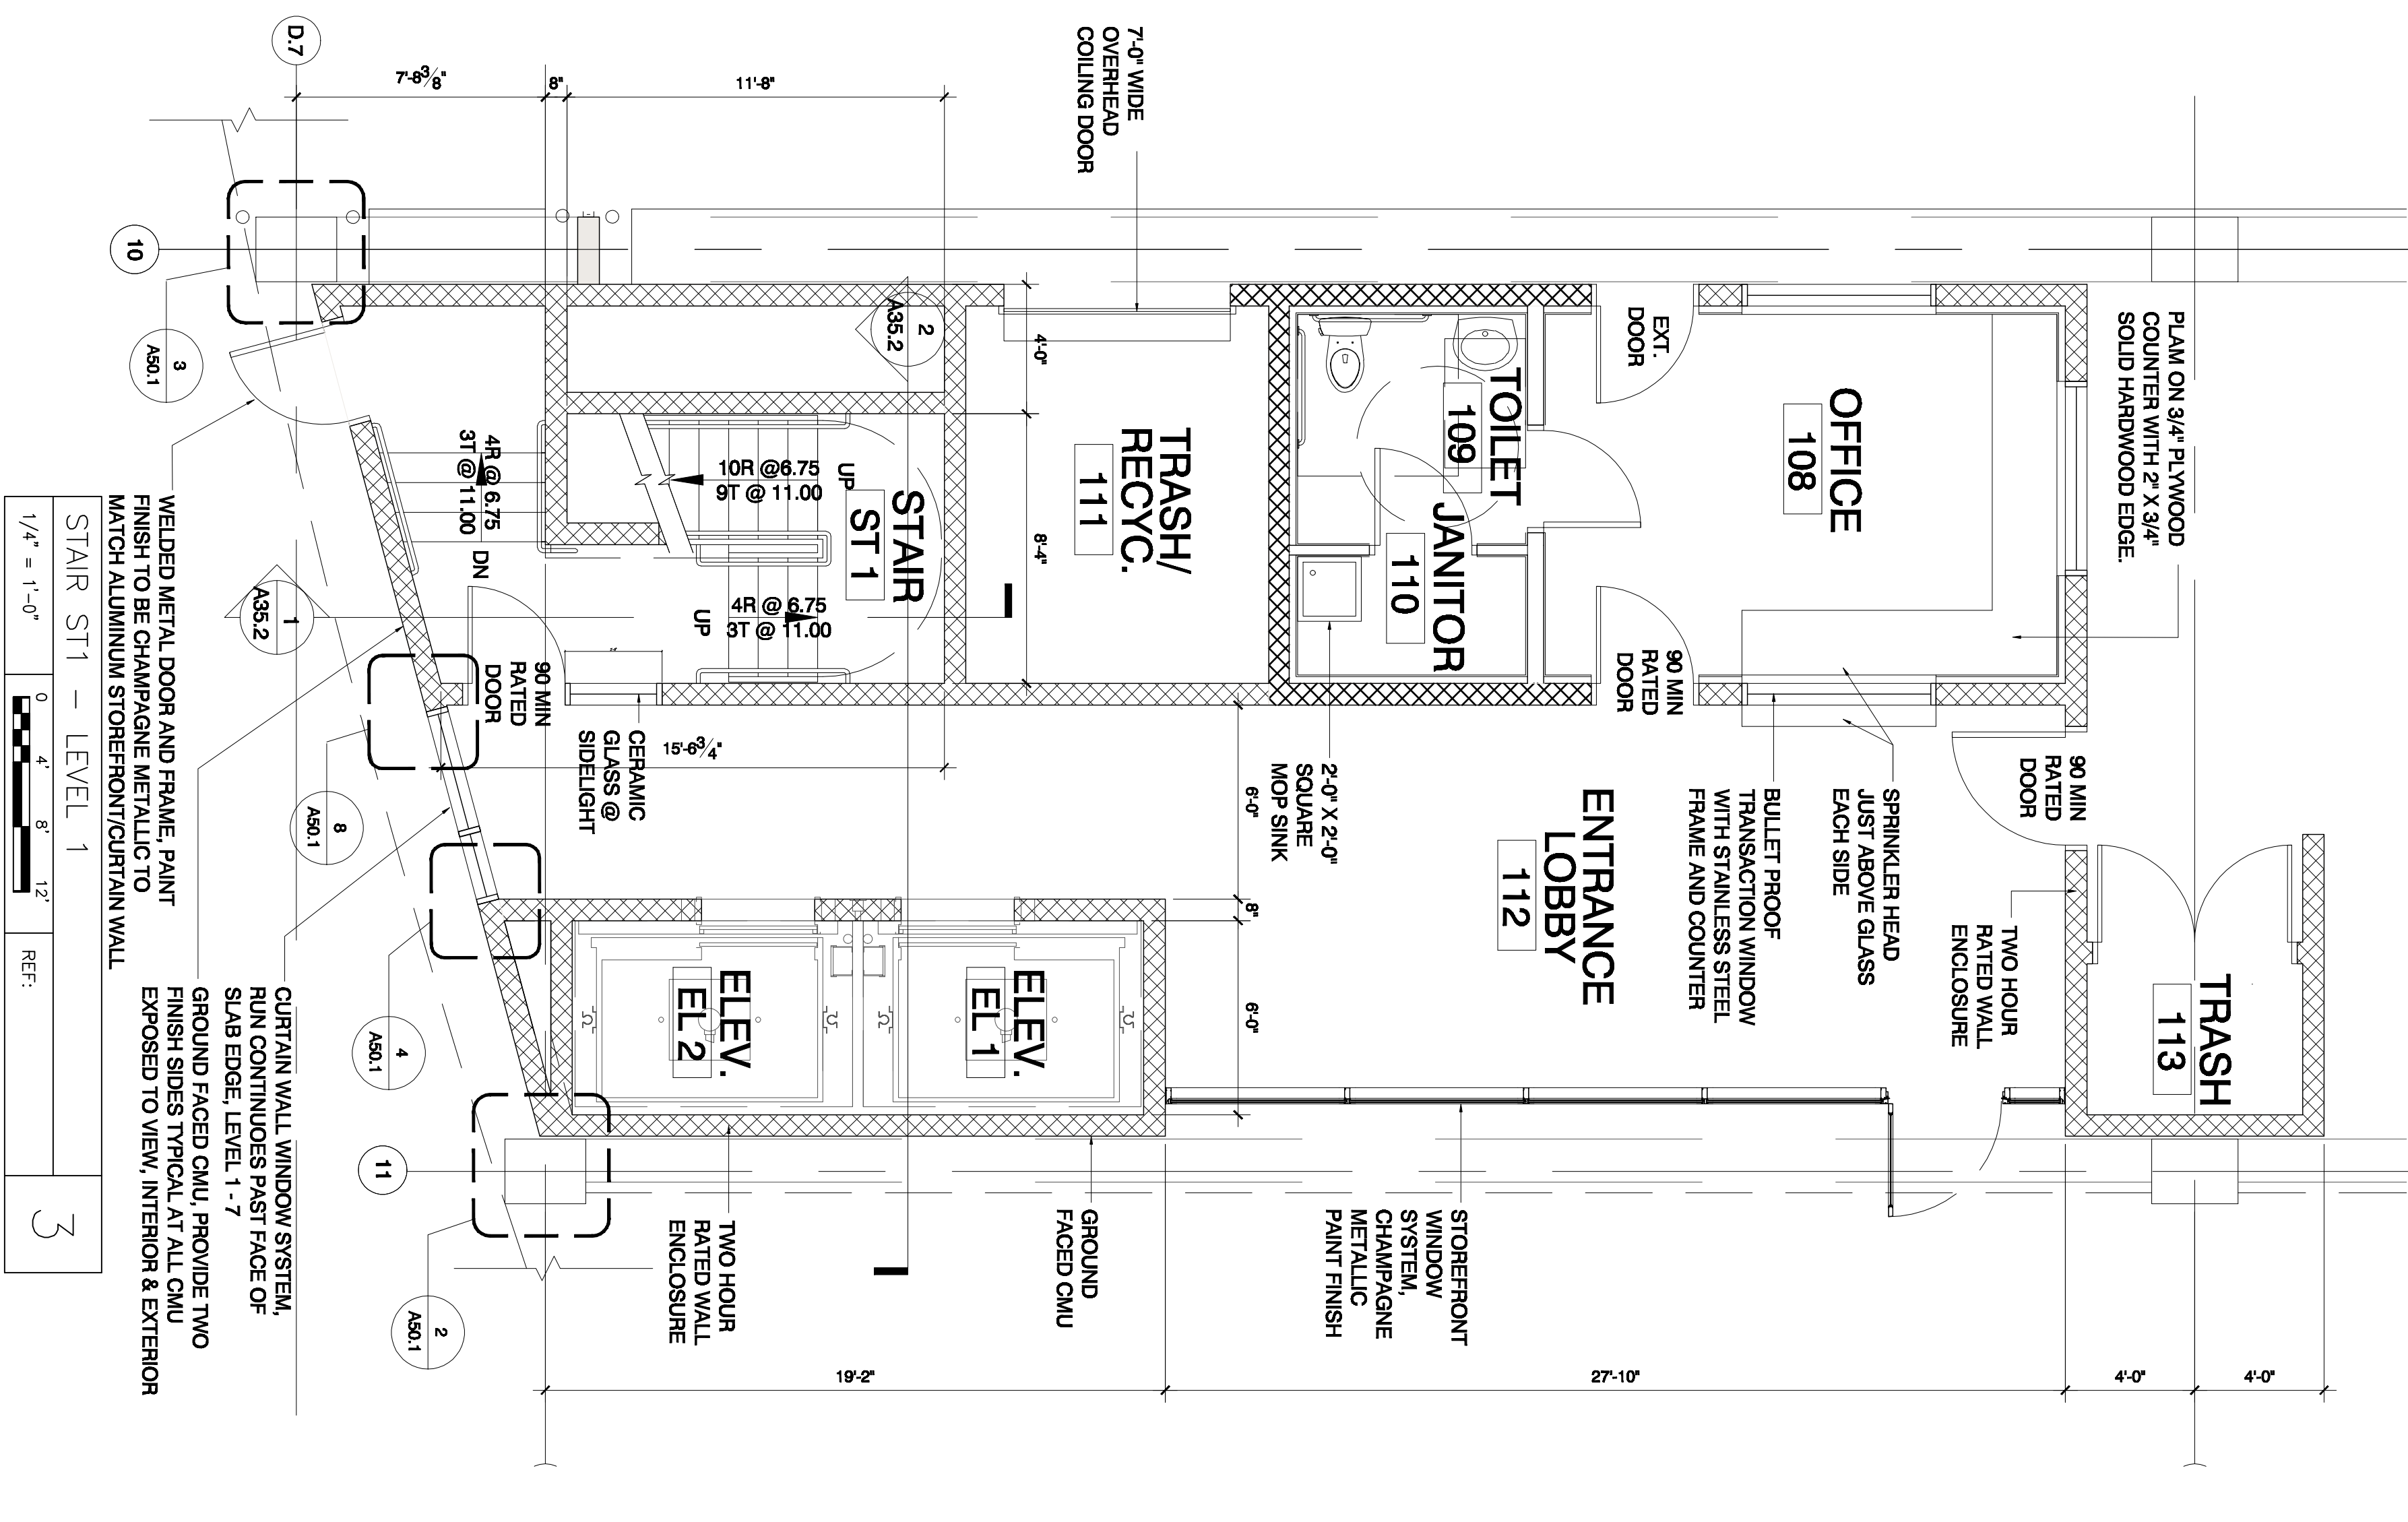 D.7
7'-8 3/8"
8"
11'-8"
7'-0" WIDE
OVERHEAD
COILING DOOR
10
3
A50.1
2
A35.2
4'-0"
8'-4"
EXT.
DOOR
OFFICE
108
PLAM ON 3/4" PLYWOOD
COUNTER WITH 2" X 3/4"
SOLID HARDWOOD EDGE.
TOILET
109
JANITOR
110
TRASH/
RECYC.
111
STAIR
ST 1
UP
10R @6.75
9T @ 11.00
4R @ 6.75
3T @ 11.00
UP
4R @ 6.75
3T @ 11.00
DN
1
A35.2
90 MIN
RATED
DOOR
90 MIN
RATED
DOOR
90 MIN
RATED
DOOR
CERAMIC
GLASS @
SIDELIGHT
15'-6 3/4"
2'-0" X 2'-0"
SQUARE
MOP SINK
6'-0"
8"
6'-0"
ENTRANCE
LOBBY
112
BULLET PROOF
TRANSACTION WINDOW
WITH STAINLESS STEEL
FRAME AND COUNTER
SPRINKLER HEAD
JUST ABOVE GLASS
EACH SIDE
TWO HOUR
RATED WALL
ENCLOSURE
TRASH
113
ELEV.
EL 1
ELEV.
EL 2
8
A50.1
4
A50.1
11
2
A50.1
TWO HOUR
RATED WALL
ENCLOSURE
GROUND
FACED CMU
STOREFRONT
WINDOW
SYSTEM,
CHAMPAGNE
METALLIC
PAINT FINISH
19'-2"
27'-10"
4'-0"
4'-0"
WELDED METAL DOOR AND FRAME, PAINT
FINISH TO BE CHAMPAGNE METALLIC TO
MATCH ALUMINUM STOREFRONT/CURTAIN WALL
CURTAIN WALL WINDOW SYSTEM,
RUN CONTINUOES PAST FACE OF
SLAB EDGE, LEVEL 1 - 7
GROUND FACED CMU, PROVIDE TWO
FINISH SIDES TYPICAL AT ALL CMU
EXPOSED TO VIEW, INTERIOR & EXTERIOR
STAIR ST1 - LEVEL 1
1/4" = 1'-0"
0 4' 8' 12'
REF:
3